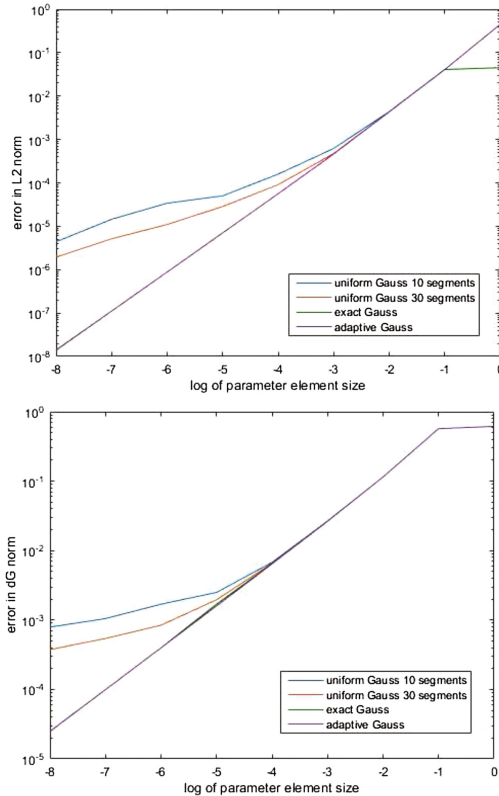 10^0
10^-1
10^-2
10^-3
10^-4
10^-5
10^-6
10^-7
10^-8
error in L2 norm
uniform Gauss 10 segments
uniform Gauss 30 segments
exact Gauss
adaptive Gauss
-8 -7 -6 -5 -4 -3 -2 -1 0
log of parameter element size
10^0
10^-1
10^-2
10^-3
10^-4
10^-5
error in dG norm
uniform Gauss 10 segments
uniform Gauss 30 segments
exact Gauss
adaptive Gauss
-8 -7 -6 -5 -4 -3 -2 -1 0
log of parameter element size